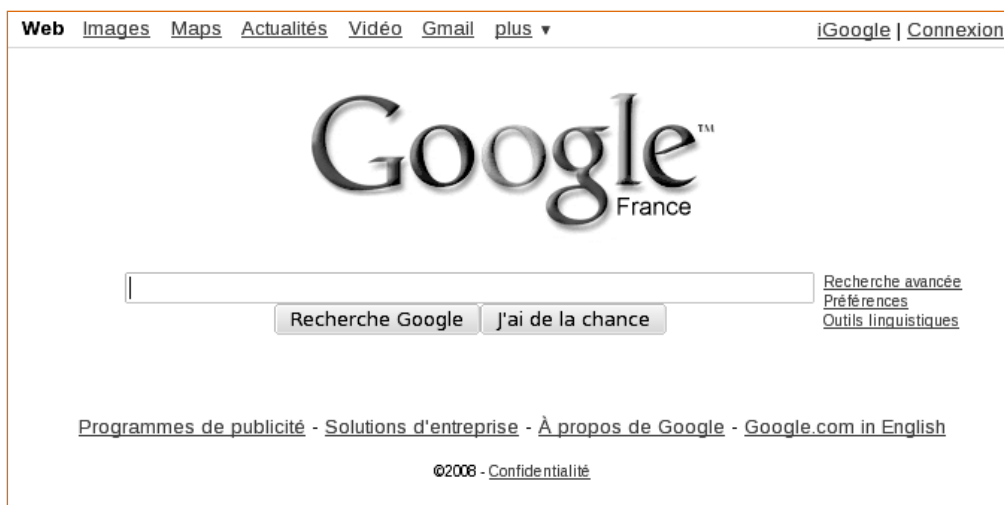 Web Images Maps Actualités Vidéo Gmail plus ▼ iGoogle | Connexion
Google™
France
Recherche avancée
Préférences
Outils linguistiques
Recherche Google J'ai de la chance
Programmes de publicité - Solutions d'entreprise - À propos de Google - Google.com in English
©2008 - Confidentialité